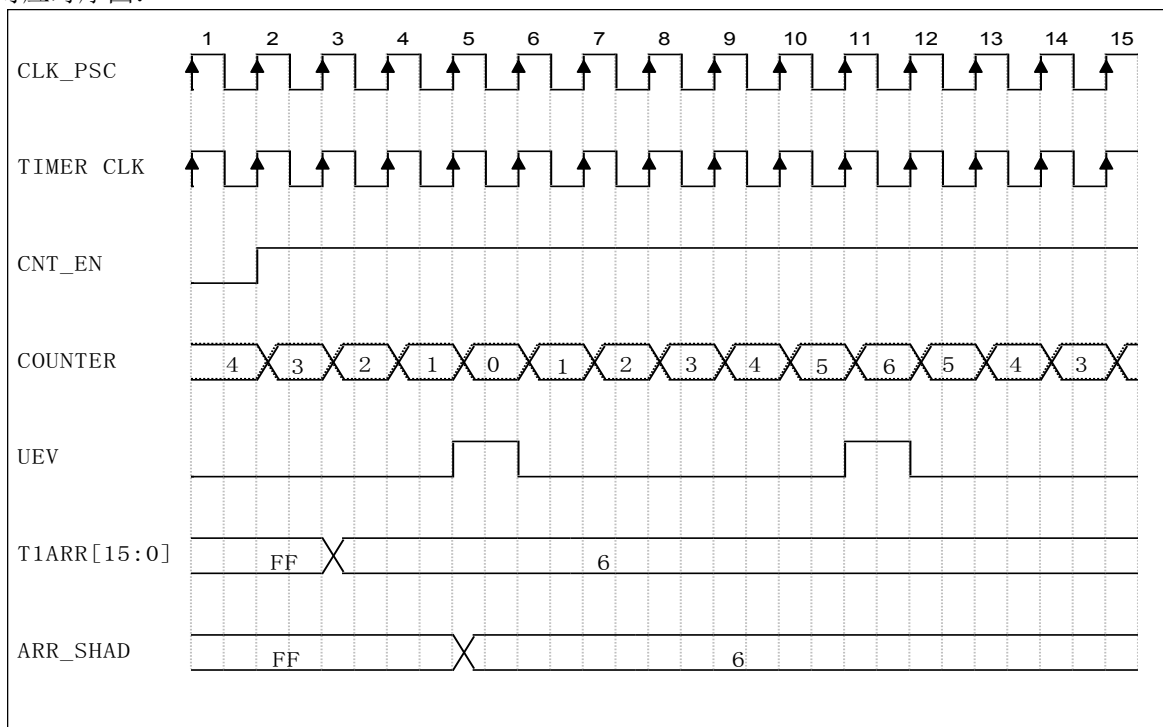 1 2 3 4 5 6 7 8 9 10 11 12 13 14 15
CLK_PSC
TIMER CLK
CNT_EN
COUNTER 4 3 2 1 0 1 2 3 4 5 6 5 4 3
UEV
T1ARR[15:0] FF 6
ARR_SHAD FF 6